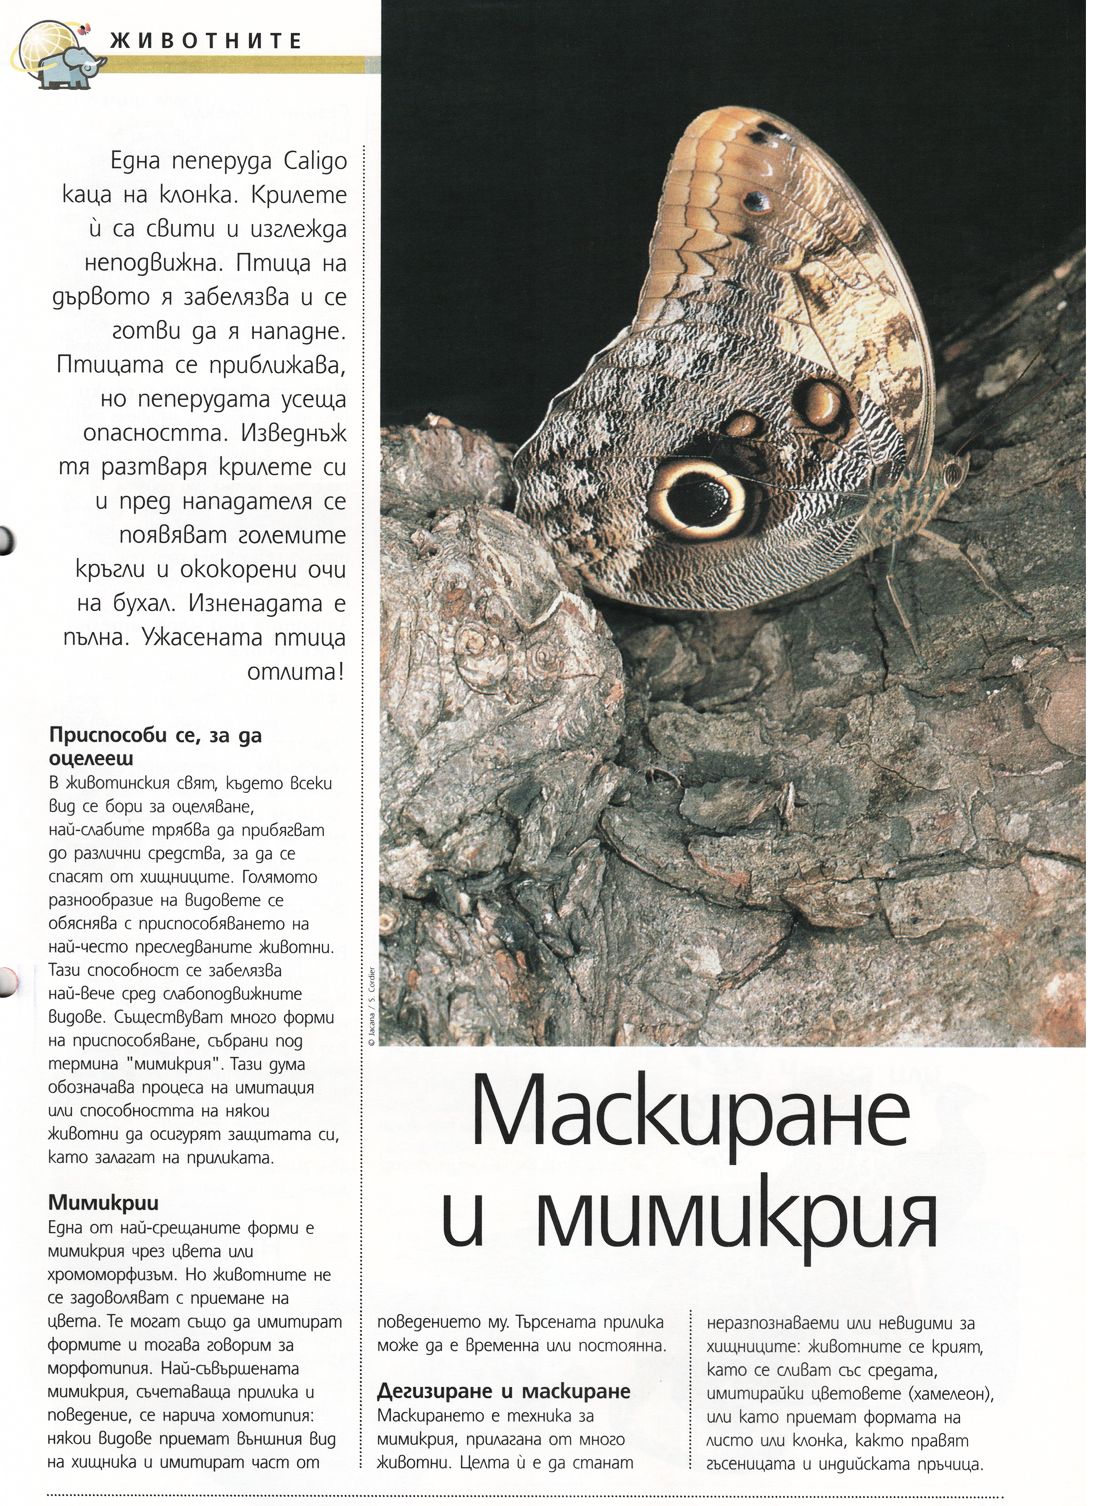 ЖИВОТНИТЕ
Една пеперуда Caligo
каца на клонка. Крилете
ѝ са свити и изглежда
неподвижна. Птица на
дървото я забелязва и се
готви да я нападне.
Птицата се приближава,
но пеперудата усеща
опасността. Изведнъж
тя разтваря крилете си
и пред нападателя се
появяват големите
кръгли и ококорени очи
на бухал. Изненадата е
пълна. Ужасената птица
отлита!
Приспособи се, за да
оцелееш
В животинския свят, където всеки
вид се бори за оцеляване,
най-слабите трябва да прибягват
до различни средства, за да се
спасят от хищниците. Голямото
разнообразие на видовете се
обяснява с приспособяването на
най-често преследваните животни.
Тази способност се забелязва
най-вече сред слабоподвижните
видове. Съществуват много форми
на приспособяване, събрани под
термина "мимикрия". Тази дума
обозначава процеса на имитация
или способността на някои
животни да осигурят защитата си,
като залагат на приликата.
Мимикрии
Една от най-срещаните форми е
мимикрия чрез цвета или
хромоморфизъм. Но животните не
се задоволяват с приемане на
цвета. Те могат също да имитират
формите и тогава говорим за
морфотипия. Най-съвършената
мимикрия, съчетаваща прилика и
поведение, се нарича хомотипия:
някои видове приемат външния вид
на хищника и имитират част от
© Jacana / S. Cordier
Маскиране
и мимикрия
поведението му. Търсената прилика
може да е временна или постоянна.
Дегизиране и маскиране
Маскирането е техника за
мимикрия, прилагана от много
животни. Целта ѝ е да станат
неразпознаваеми или невидими за
хищниците: животните се крият,
като се сливат със средата,
имитирайки цветовете (хамелеон),
или като приемат формата на
листо или клонка, както правят
гъсеницата и индийската пръчица.